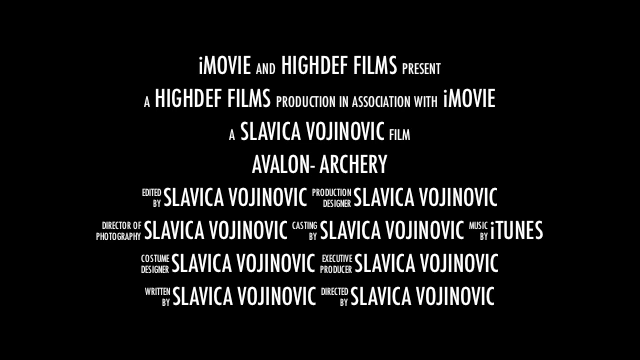 iMOVIE AND HIGHDEF FILMS PRESENT
A HIGHDEF FILMS PRODUCTION IN ASSOCIATION WITH iMOVIE
A SLAVICA VOJINOVIC FILM
AVALON- ARCHERY
EDITED BY SLAVICA VOJINOVIC PRODUCTION DESIGNER SLAVICA VOJINOVIC
DIRECTOR OF PHOTOGRAPHY SLAVICA VOJINOVIC CASTING BY SLAVICA VOJINOVIC MUSIC BY iTUNES
COSTUME DESIGNER SLAVICA VOJINOVIC EXECUTIVE PRODUCER SLAVICA VOJINOVIC
WRITTEN BY SLAVICA VOJINOVIC DIRECTED BY SLAVICA VOJINOVIC